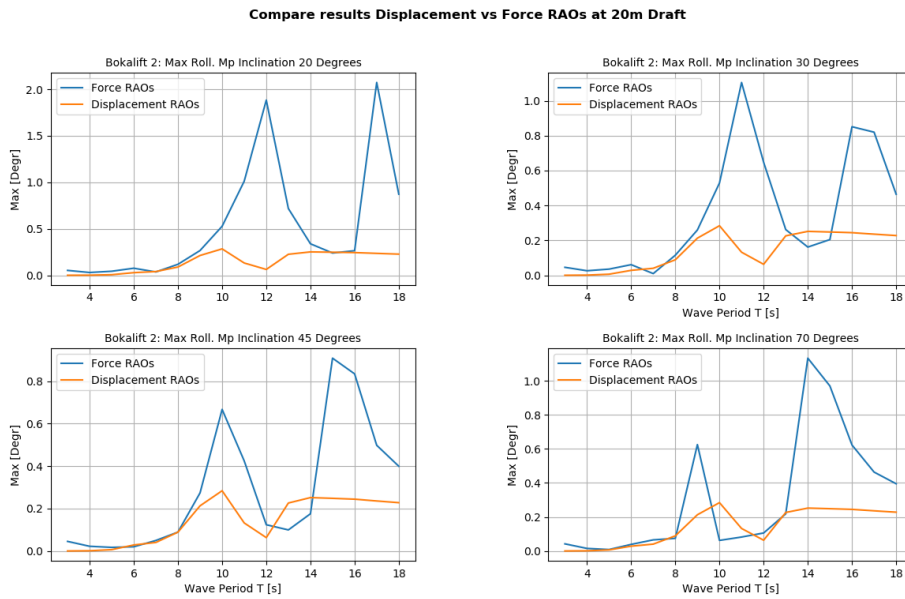 Compare results Displacement vs Force RAOs at 20m Draft
Bokalift 2: Max Roll. Mp Inclination 20 Degrees
Force RAOs
Displacement RAOs
Max [Degr]
2.0
1.5
1.0
0.5
0.0
4 6 8 10 12 14 16 18
Bokalift 2: Max Roll. Mp Inclination 30 Degrees
Force RAOs
Displacement RAOs
Max [Degr]
1.0
0.8
0.6
0.4
0.2
0.0
4 6 8 10 12 14 16 18
Wave Period T [s]
Bokalift 2: Max Roll. Mp Inclination 45 Degrees
Force RAOs
Displacement RAOs
Max [Degr]
0.8
0.6
0.4
0.2
0.0
4 6 8 10 12 14 16 18
Wave Period T [s]
Bokalift 2: Max Roll. Mp Inclination 70 Degrees
Force RAOs
Displacement RAOs
Max [Degr]
1.0
0.8
0.6
0.4
0.2
0.0
4 6 8 10 12 14 16 18
Wave Period T [s]